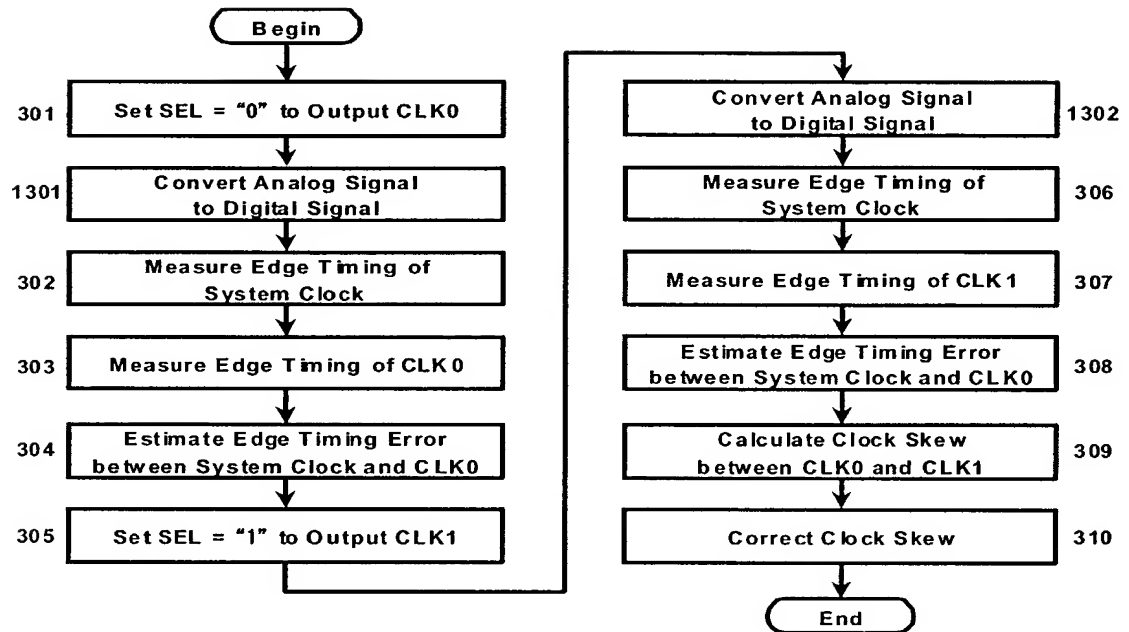 Begin
301
Set SEL = "0" to Output CLK0
1301
Convert Analog Signal
to Digital Signal
302
Measure Edge Timing of
System Clock
303
Measure Edge Timing of CLK0
304
Estimate Edge Timing Error
between System Clock and CLK0
305
Set SEL = "1" to Output CLK1
Convert Analog Signal
to Digital Signal
1302
Measure Edge Timing of
System Clock
306
Measure Edge Timing of CLK1
307
Estimate Edge Timing Error
between System Clock and CLK0
308
Calculate Clock Skew
between CLK0 and CLK1
309
Correct Clock Skew
310
End